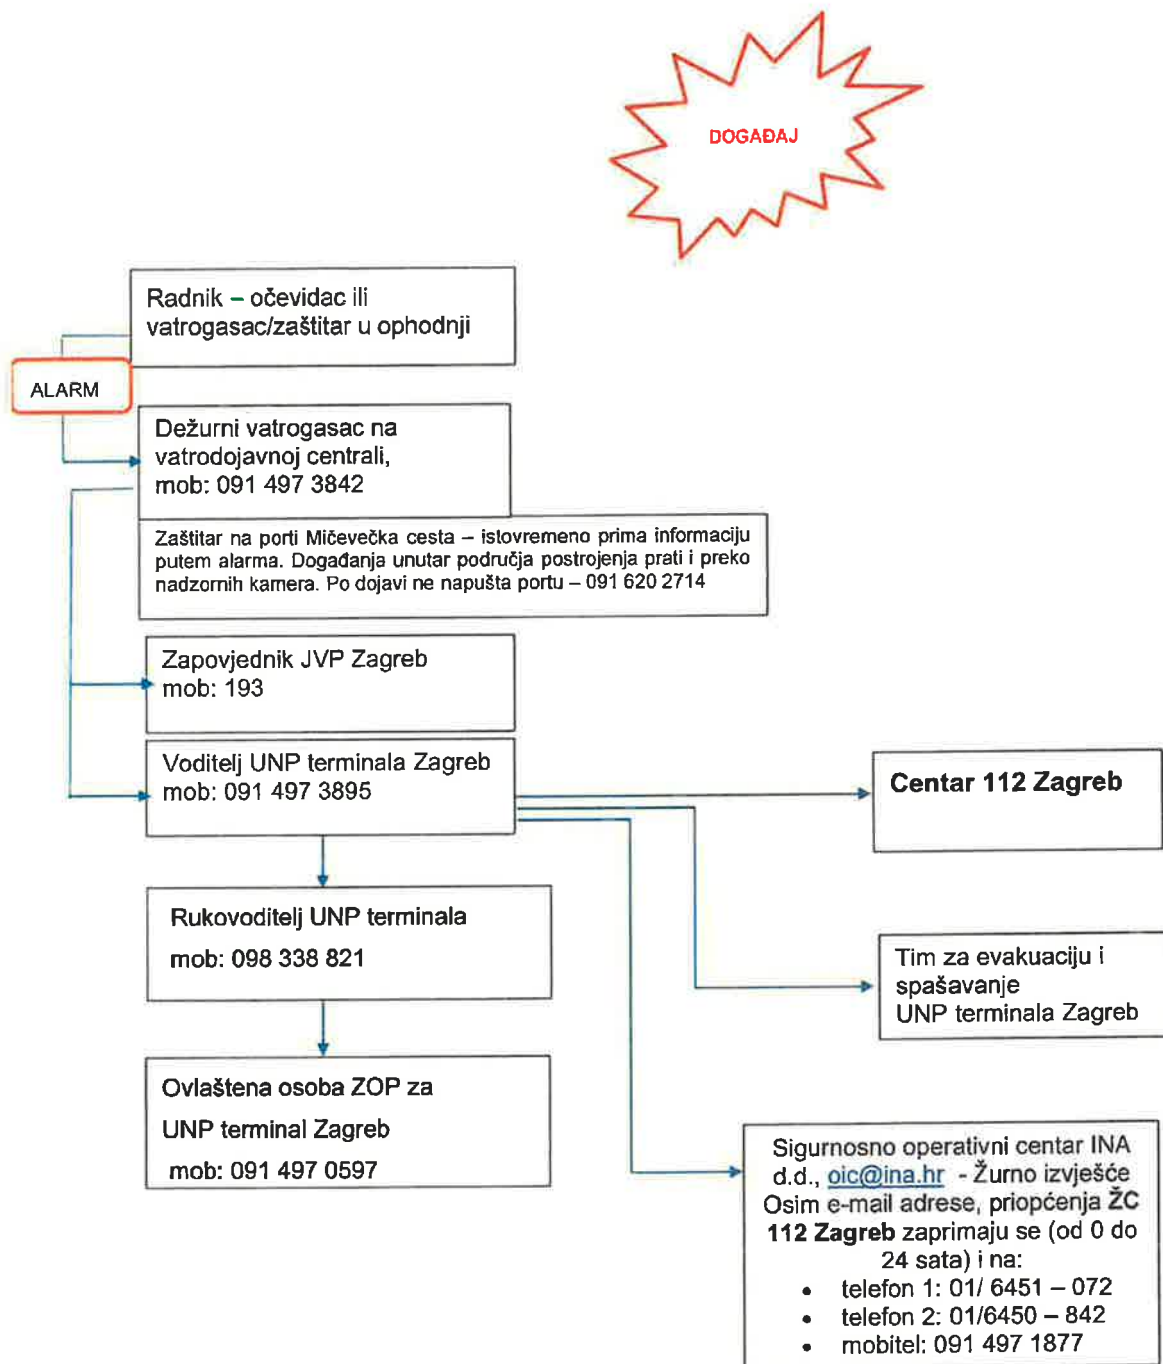 DOGAĐAJ
Radnik – očevidac ili
vatrogasac/zaštitar u ophodnji
ALARM
Dežurni vatrogasac na
vatrodojavnoj centrali,
mob: 091 497 3842
Zaštitar na porti Mičevečka cesta – istovremeno prima informaciju
putem alarma. Događanja unutar područja postrojenja prati i preko
nadzornih kamera. Po dojavi ne napušta portu – 091 620 2714
Zapovjednik JVP Zagreb
mob: 193
Voditelj UNP terminala Zagreb
mob: 091 497 3895
Centar 112 Zagreb
Rukovoditelj UNP terminala
mob: 098 338 821
Tim za evakuaciju i
spašavanje
UNP terminala Zagreb
Ovlaštena osoba ZOP za
UNP terminal Zagreb
mob: 091 497 0597
Sigurnosno operativni centar INA
d.d., oic@ina.hr - Žurno izvješće
Osim e-mail adrese, priopćenja ŽC
112 Zagreb zaprimaju se (od 0 do
24 sata) i na:
• telefon 1: 01/ 6451 – 072
• telefon 2: 01/6450 – 842
• mobitel: 091 497 1877